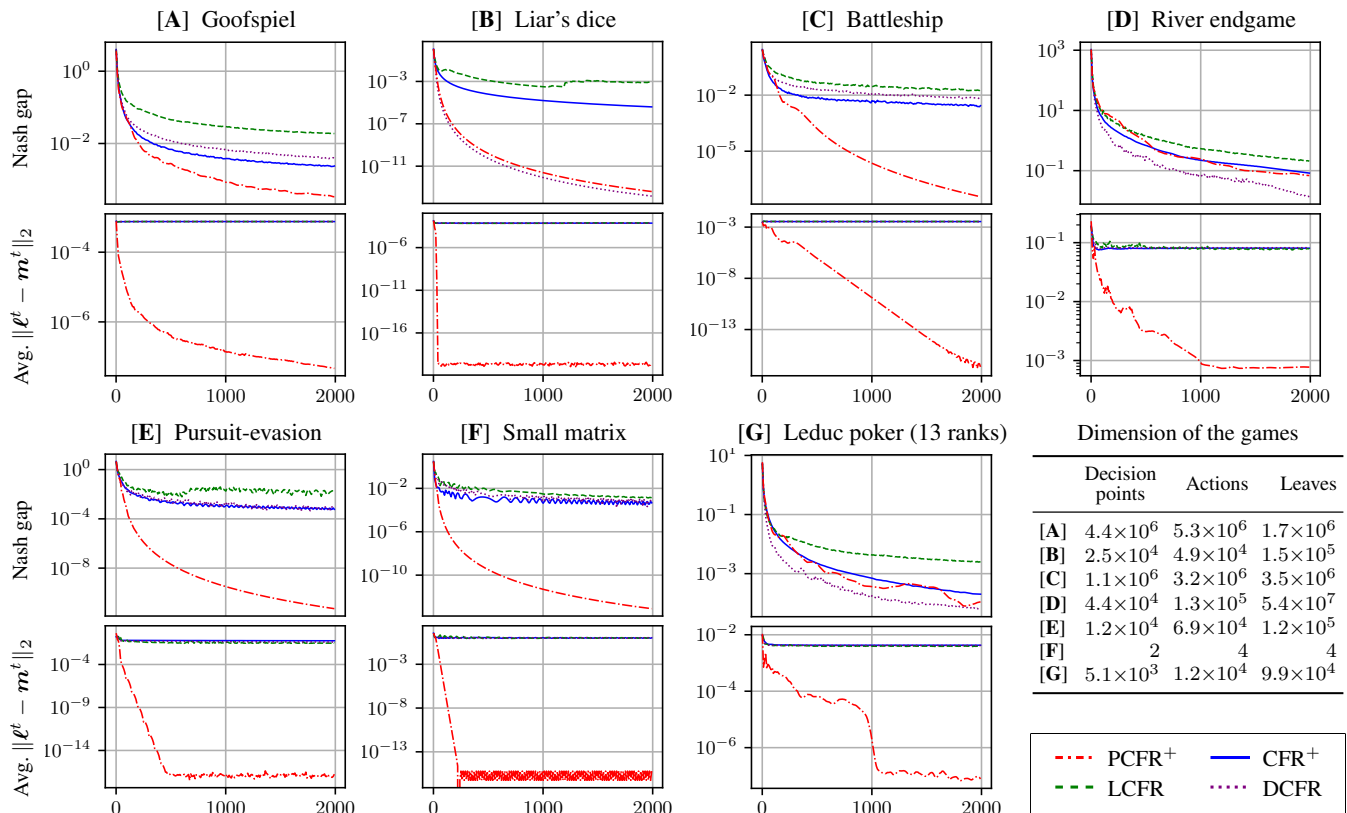 [A] Goofspiel
[B] Liar's dice
[C] Battleship
[D] River endgame
Nash gap
10^0
10^−2
10^−3
10^−7
10^−11
10^−2
10^−5
10^3
10^1
10^−1
Avg. ‖ℓ^t − m^t‖_2
10^−4
10^−6
0 1000 2000
10^−6
10^−11
10^−16
0 1000 2000
10^−3
10^−8
10^−13
0 1000 2000
10^−1
10^−2
10^−3
0 1000 2000
[E] Pursuit-evasion
[F] Small matrix
[G] Leduc poker (13 ranks)
Nash gap
10^0
10^−4
10^−8
10^−2
10^−6
10^−10
10^1
10^−1
10^−3
Avg. ‖ℓ^t − m^t‖_2
10^−4
10^−9
10^−14
0 1000 2000
10^−3
10^−8
10^−13
0 1000 2000
10^−2
10^−4
10^−6
0 1000 2000
Dimension of the games
Decision points Actions Leaves
[A] 4.4×10^6 5.3×10^6 1.7×10^6
[B] 2.5×10^4 4.9×10^4 1.5×10^5
[C] 1.1×10^6 3.2×10^6 3.5×10^6
[D] 4.4×10^4 1.3×10^5 5.4×10^7
[E] 1.2×10^4 6.9×10^4 1.2×10^5
[F] 2 4 4
[G] 5.1×10^3 1.2×10^4 9.9×10^4
PCFR^+ CFR^+
LCFR DCFR